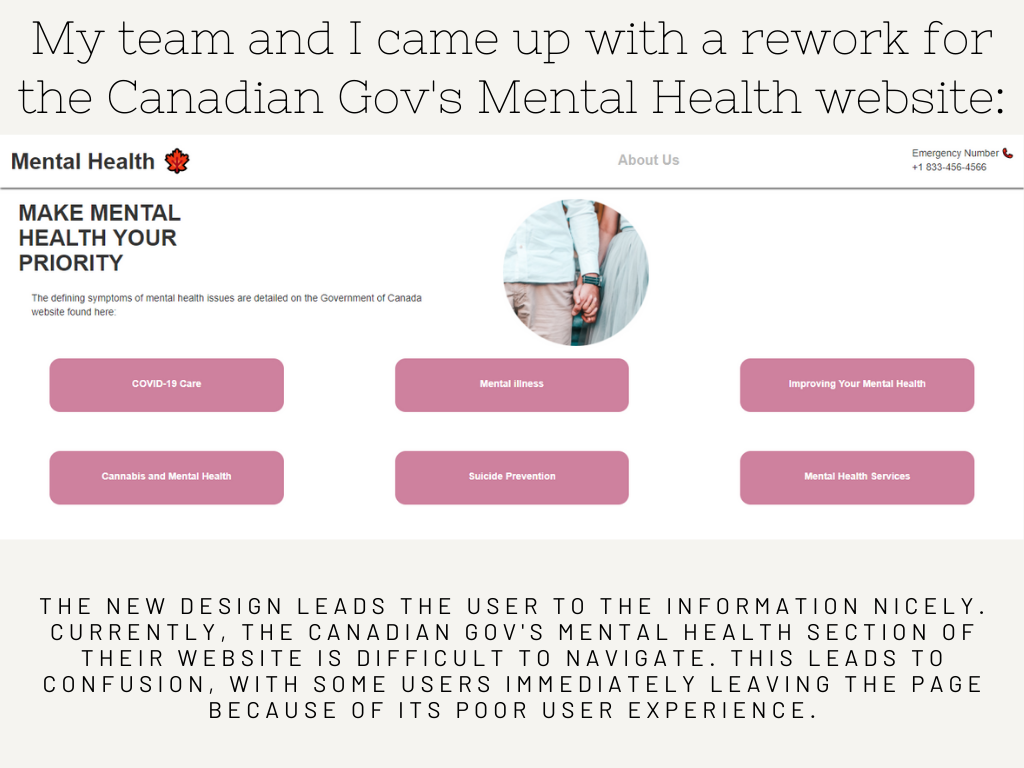 My team and I came up with a rework for
the Canadian Gov's Mental Health website:
Mental Health
About Us
Emergency Number
+1 833-456-4566
MAKE MENTAL
HEALTH YOUR
PRIORITY
The defining symptoms of mental health issues are detailed on the Government of Canada
website found here:
COVID-19 Care
Mental illness
Improving Your Mental Health
Cannabis and Mental Health
Suicide Prevention
Mental Health Services
THE NEW DESIGN LEADS THE USER TO THE INFORMATION NICELY.
CURRENTLY, THE CANADIAN GOV'S MENTAL HEALTH SECTION OF
THEIR WEBSITE IS DIFFICULT TO NAVIGATE. THIS LEADS TO
CONFUSION, WITH SOME USERS IMMEDIATELY LEAVING THE PAGE
BECAUSE OF ITS POOR USER EXPERIENCE.